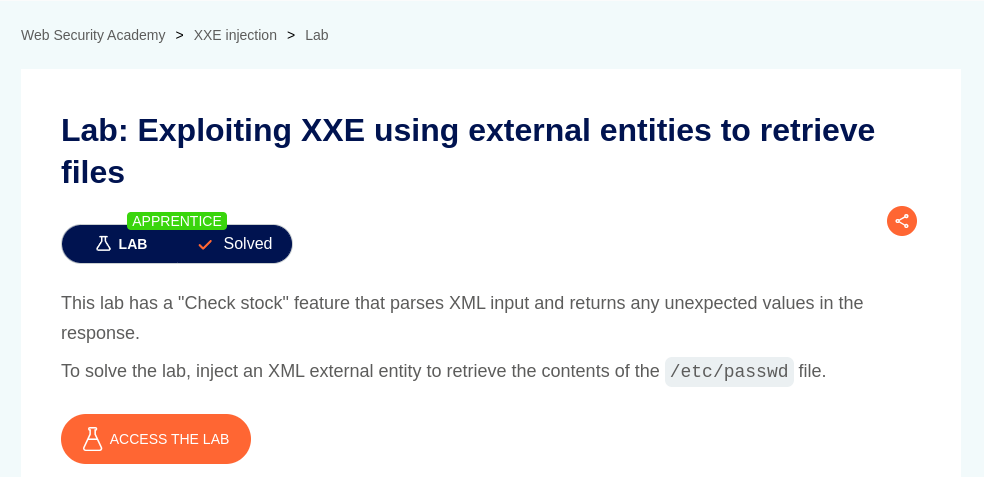 Web Security Academy > XXE injection > Lab
Lab: Exploiting XXE using external entities to retrieve
files
APPRENTICE
LAB Solved
This lab has a "Check stock" feature that parses XML input and returns any unexpected values in the
response.
To solve the lab, inject an XML external entity to retrieve the contents of the /etc/passwd file.
ACCESS THE LAB